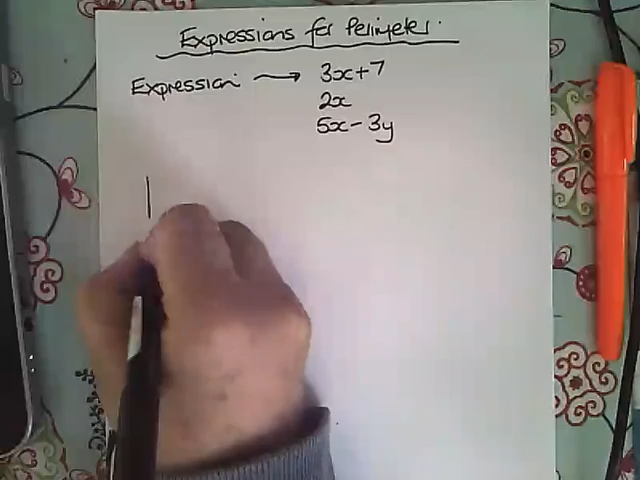 Expressions for Perimeter.
Expression → 3x+7
2x
5x-3y